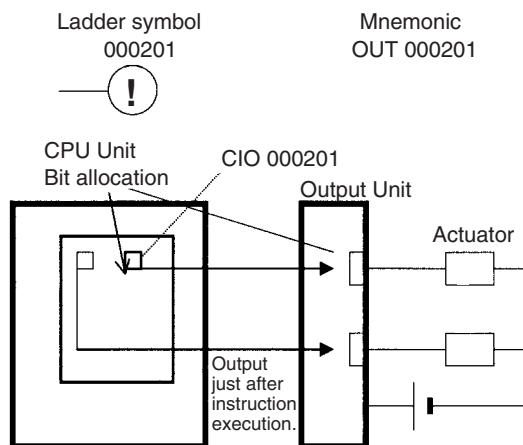 Ladder symbol
000201
Mnemonic
OUT 000201
!
CPU Unit
Bit allocation
CIO 000201
Output Unit
Actuator
Output
just after
instruction
execution.